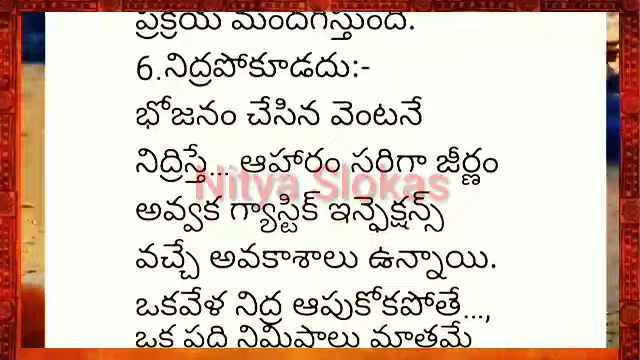 ప్రక్రియ మందగిస్తుంది.
6.నిద్రపోకూడదు:-
భోజనం చేసిన వెంటనే
నిద్రిస్తే... ఆహారం సరిగా జీర్ణం
Nitya Slokas
అవ్వక గ్యాస్టిక్ ఇన్ఫెక్షన్స్
వచ్చే అవకాశాలు ఉన్నాయి.
ఒకవేళ నిద్ర ఆపుకోకపోతే...,
ఒక పది నిమిషాలు మాత్రమే